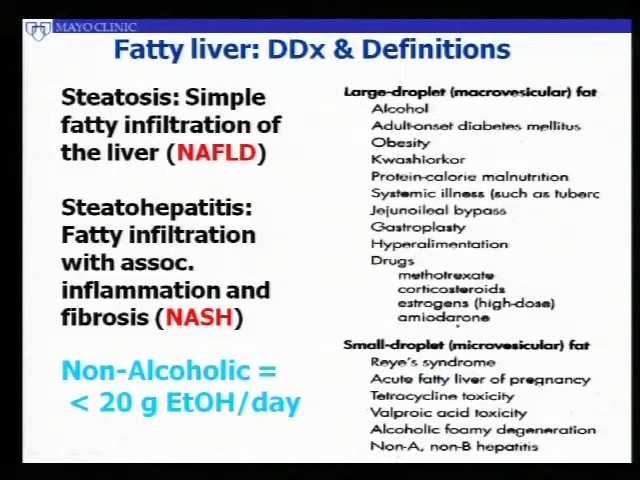 MAYO CLINIC
Fatty liver: DDx & Definitions
Steatosis: Simple
fatty infiltration of
the liver (NAFLD)
Steatohepatitis:
Fatty infiltration
with assoc.
inflammation and
fibrosis (NASH)
Non-Alcoholic =
< 20 g EtOH/day
Large-droplet (macrovesicular) fat
Alcohol
Adult-onset diabetes mellitus
Obesity
Kwashiorkor
Protein-calorie malnutrition
Systemic illness (such as tuberc
Jejunoileal bypass
Gastroplasty
Hyperalimentation
Drugs
methotrexate
corticosteroids
estrogens (high-dose)
amiodarone
Small-droplet (microvesicular) fat
Reye's syndrome
Acute fatty liver of pregnancy
Tetracycline toxicity
Valproic acid toxicity
Alcoholic foamy degeneration
Non-A, non-B hepatitis